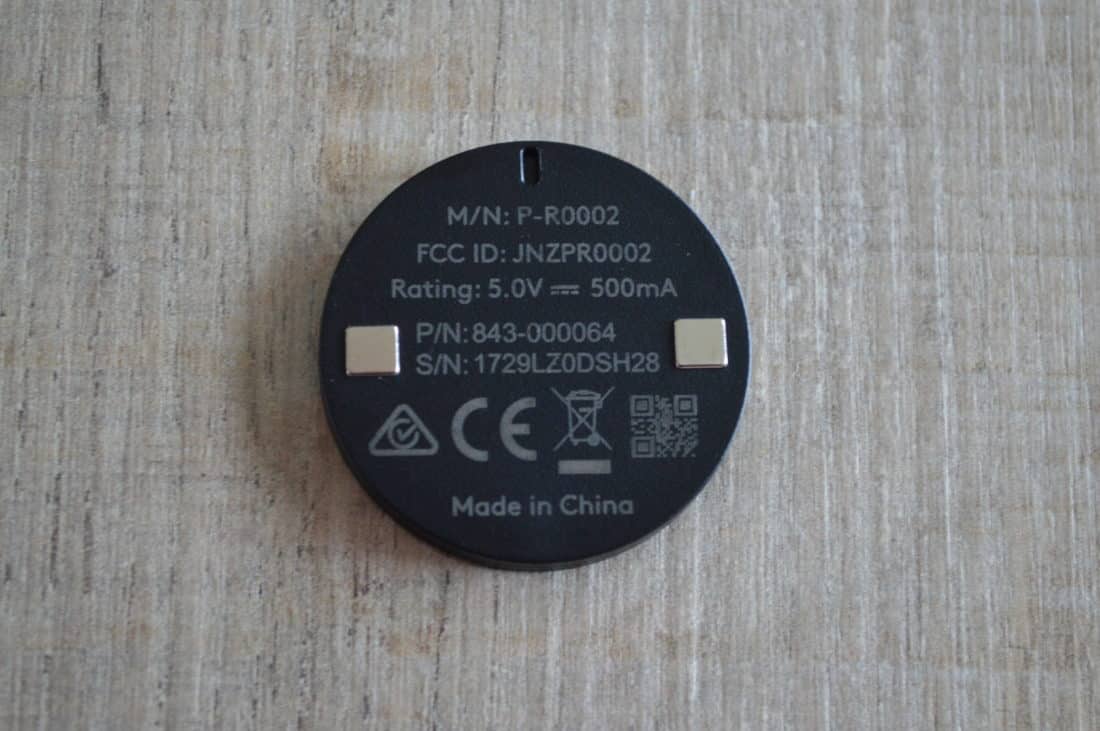 M/N: P-R0002
FCC ID: JNZPR0002
Rating: 5.0V ⎓ 500mA
P/N: 843-000064
S/N: 1729LZ0DSH28
CE
Made in China